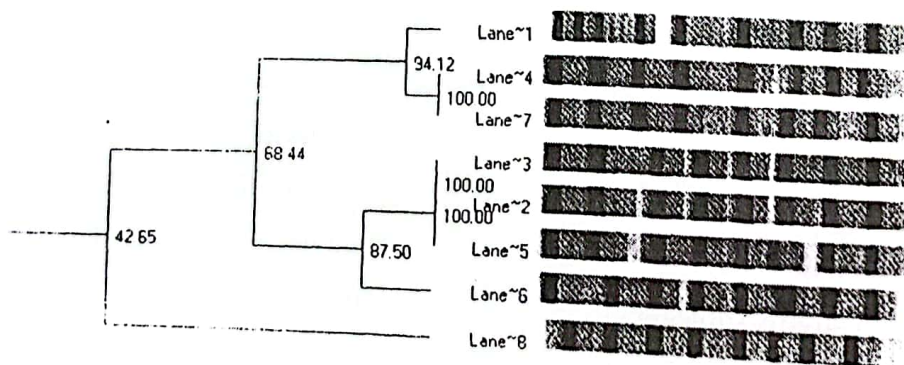 Lane~1
94.12
Lane~4
100.00
Lane~7
68.44
Lane~3
100.00
Lane~2
100.00
42.65
87.50
Lane~5
Lane~6
Lane~8